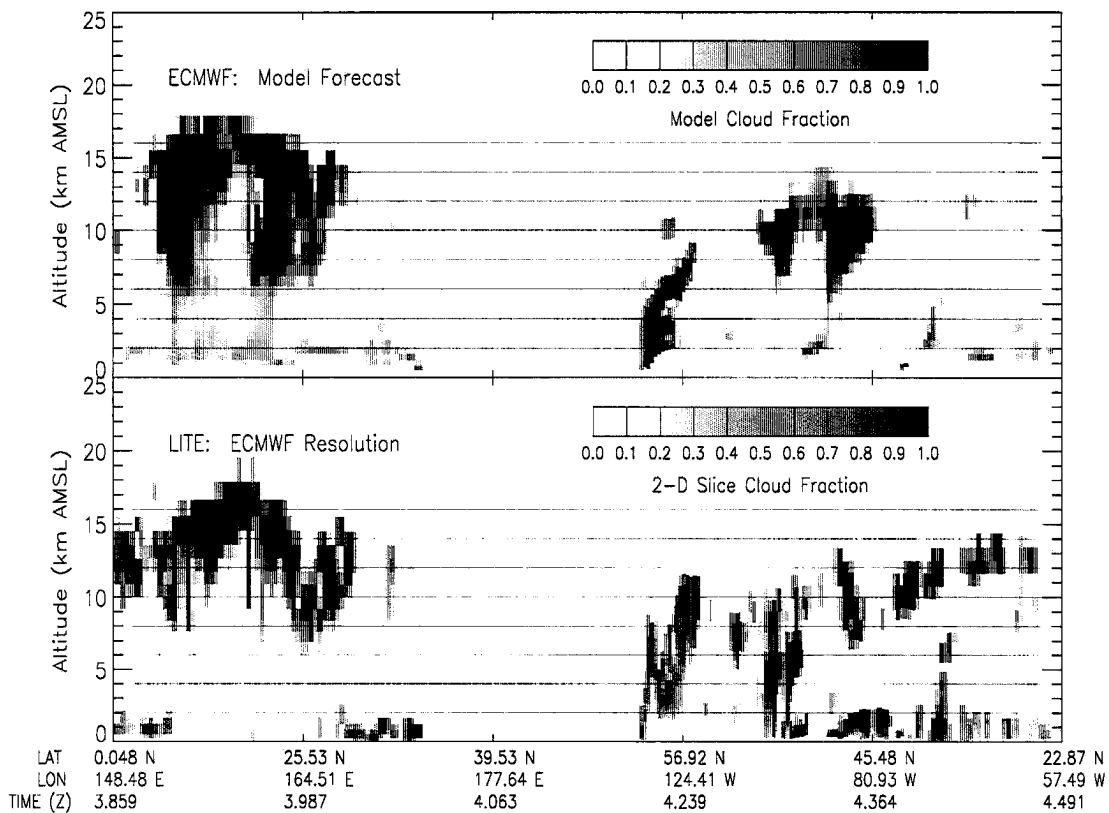 25
20
15
10
5
0
Altitude (km AMSL)
ECMWF: Model Forecast
0.0 0.1 0.2 0.3 0.4 0.5 0.6 0.7 0.8 0.9 1.0
Model Cloud Fraction
25
20
15
10
5
0
Altitude (km AMSL)
LITE: ECMWF Resolution
0.0 0.1 0.2 0.3 0.4 0.5 0.6 0.7 0.8 0.9 1.0
2-D Slice Cloud Fraction
LAT 0.048 N 25.53 N 39.53 N 56.92 N 45.48 N 22.87 N
LON 148.48 E 164.51 E 177.64 E 124.41 W 80.93 W 57.49 W
TIME (Z) 3.859 3.987 4.063 4.239 4.364 4.491